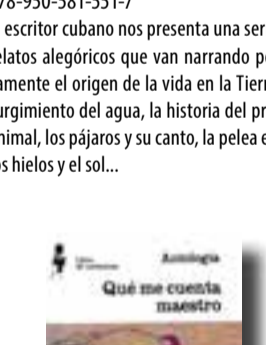 78-950-581-551-7
escritor cubano nos presenta una ser
elatos alegóricos que van narrando p
amente el origen de la vida en la Tierr
urgimiento del agua, la historia del pr
nimal, los pájaros y su canto, la pelea e
os hielos y el sol...
Antología
Qué me cuenta
maestro